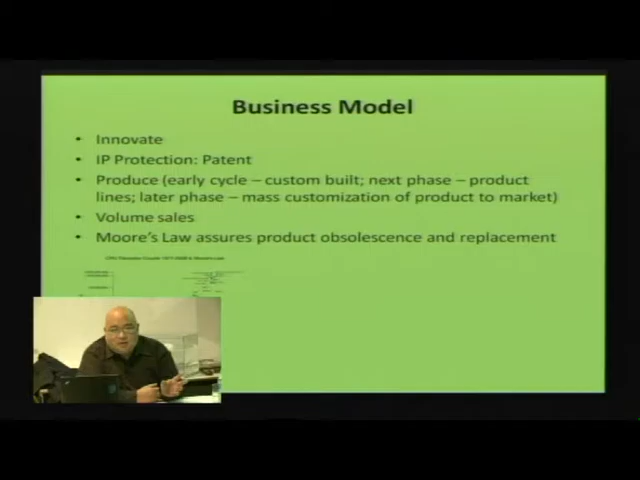 Business Model
• Innovate
• IP Protection: Patent
• Produce (early cycle – custom built; next phase – product
lines; later phase – mass customization of product to market)
• Volume sales
• Moore's Law assures product obsolescence and replacement